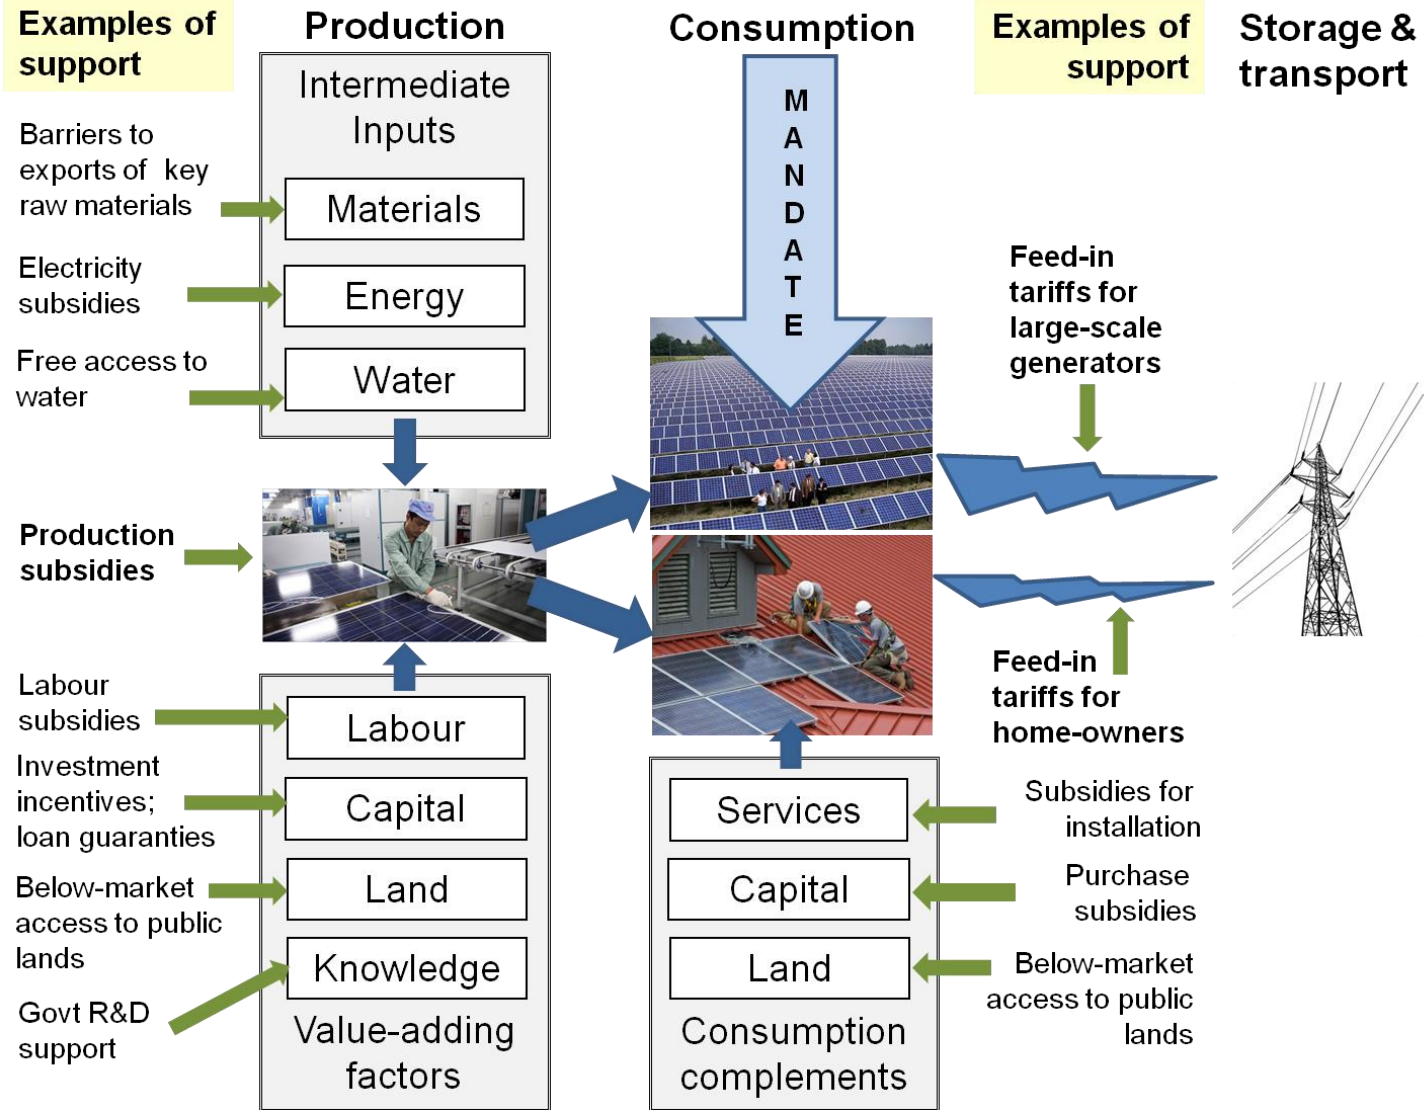 Examples of
support
Production
Intermediate
Inputs
Barriers to
exports of key
raw materials
Materials
Electricity
subsidies
Energy
Free access to
water
Water
Production
subsidies
Labour
subsidies
Labour
Investment
incentives;
loan guaranties
Capital
Below-market
access to public
lands
Land
Govt R&D
support
Knowledge
Value-adding
factors
Consumption
MANDATE
Services
Capital
Land
Consumption
complements
Examples of
support
Feed-in
tariffs for
large-scale
generators
Feed-in
tariffs for
home-owners
Subsidies for
installation
Purchase
subsidies
Below-market
access to public
lands
Storage &
transport